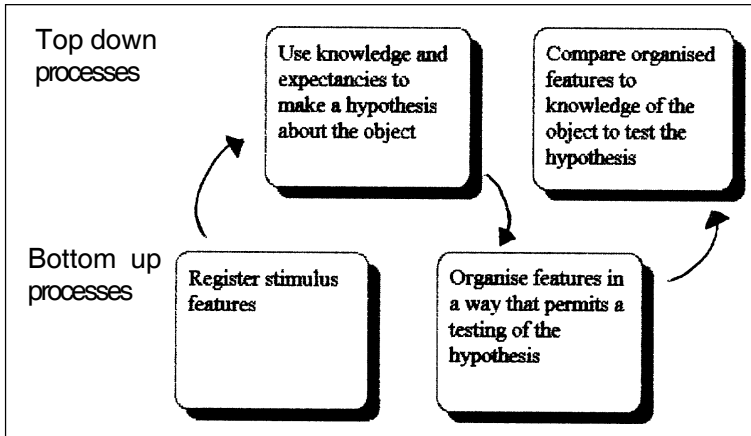 Top down
processes
Use knowledge and
expectancies to
make a hypothesis
about the object
Compare organised
features to
knowledge of the
object to test the
hypothesis
Bottom up
processes
Register stimulus
features
Organise features in
a way that permits a
testing of the
hypothesis